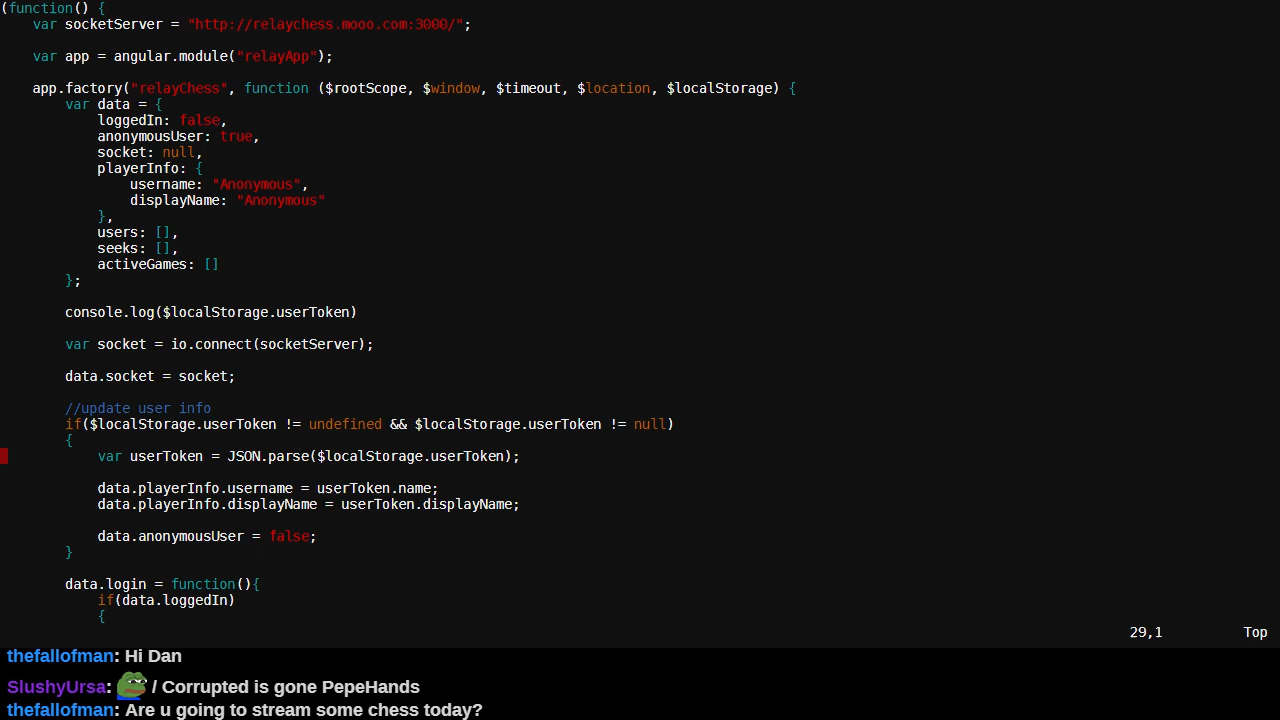 (function() {
    var socketServer = "http://relaychess.mooo.com:3000/";
    var app = angular.module("relayApp");
    app.factory("relayChess", function ($rootScope, $window, $timeout, $location, $localStorage) {
        var data = {
            loggedIn: false,
            anonymousUser: true,
            socket: null,
            playerInfo: {
                username: "Anonymous",
                displayName: "Anonymous"
            },
            users: [],
            seeks: [],
            activeGames: []
        };
        console.log($localStorage.userToken)
        var socket = io.connect(socketServer);
        data.socket = socket;
        //update user info
        if($localStorage.userToken != undefined && $localStorage.userToken != null)
        {
            var userToken = JSON.parse($localStorage.userToken);
            data.playerInfo.username = userToken.name;
            data.playerInfo.displayName = userToken.displayName;
            data.anonymousUser = false;
        }
        data.login = function(){
            if(data.loggedIn)
            {
29,1 Top
thefallofman: Hi Dan
SlushyUrsa: / Corrupted is gone PepeHands
thefallofman: Are u going to stream some chess today?